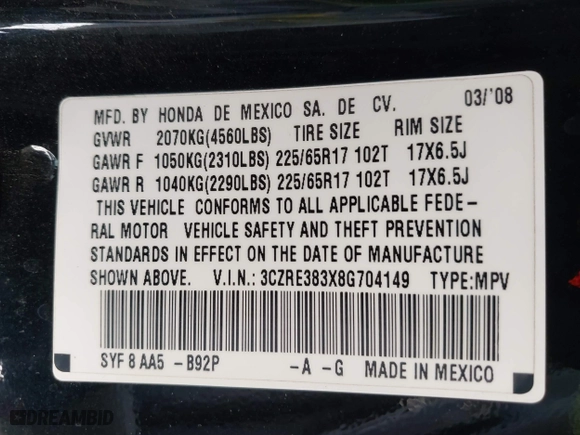 MFD. BY HONDA DE MEXICO SA. DE CV. 03/'08
GVWR 2070KG(4560LBS) TIRE SIZE RIM SIZE
GAWR F 1050KG(2310LBS) 225/65R17 102T 17X6.5J
GAWR R 1040KG(2290LBS) 225/65R17 102T 17X6.5J
THIS VEHICLE CONFORMS TO ALL APPLICABLE FEDE-
RAL MOTOR VEHICLE SAFETY AND THEFT PREVENTION
STANDARDS IN EFFECT ON THE DATE OF MANUFACTURE
SHOWN ABOVE. V.I.N.: 3CZRE383X8G704149 TYPE:MPV
SYF 8 AA5 -B92P -A -G MADE IN MEXICO
DREAMBID